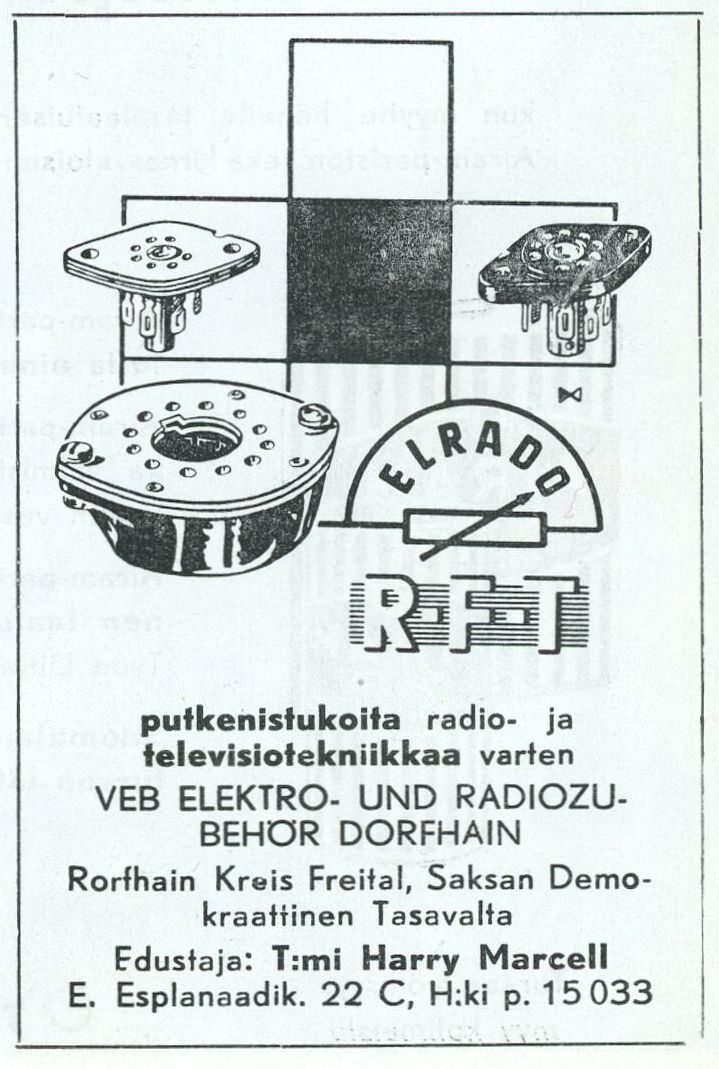 ELRADO
R-F-T
putkenistukoita radio- ja
televisiotekniikkaa varten
VEB ELEKTRO- UND RADIOZU-
BEHÖR DORFHAIN
Rorfhain Kreis Freital, Saksan Demo-
kraattinen Tasavalta
Edustaja: T:mi Harry Marcell
E. Esplanaadik. 22 C, H:ki p. 15 033